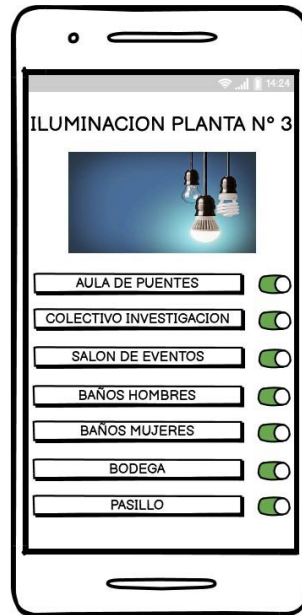 14:24
ILUMINACION PLANTA N° 3
AULA DE PUENTES
COLECTIVO INVESTIGACION
SALON DE EVENTOS
BAÑOS HOMBRES
BAÑOS MUJERES
BODEGA
PASILLO